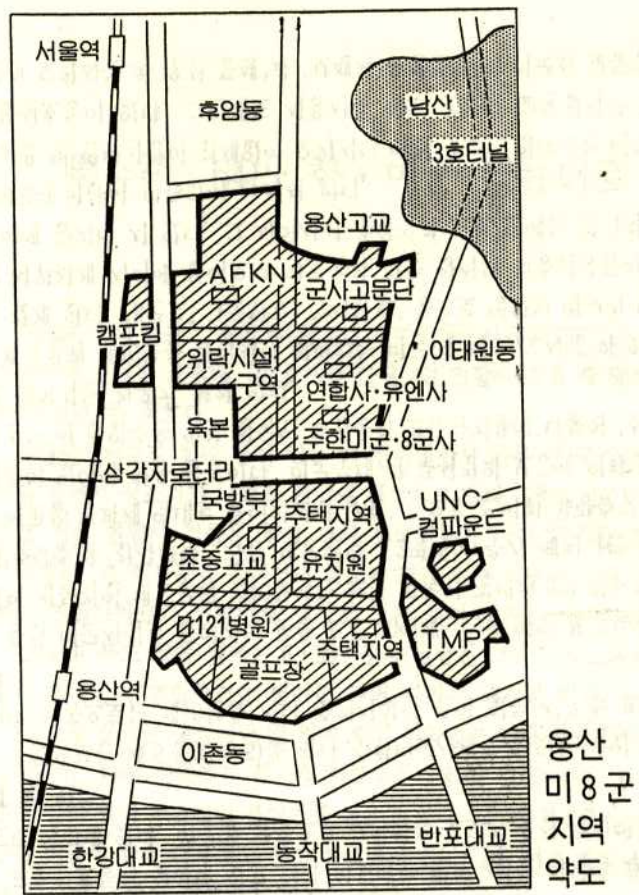 서울역
후암동
남산
3호터널
용산고교
AFKN
군사고문단
캠프킴
위락시설
구역
이태원동
연합사·유엔사
육본
주한미군·8군사
삼각지로터리
국방부
주택지역
UNC
컴파운드
초중고교
유치원
121병원
주택지역
TMP
골프장
용산역
이촌동
한강대교
동작대교
반포대교
용산
미8군
지역
약도